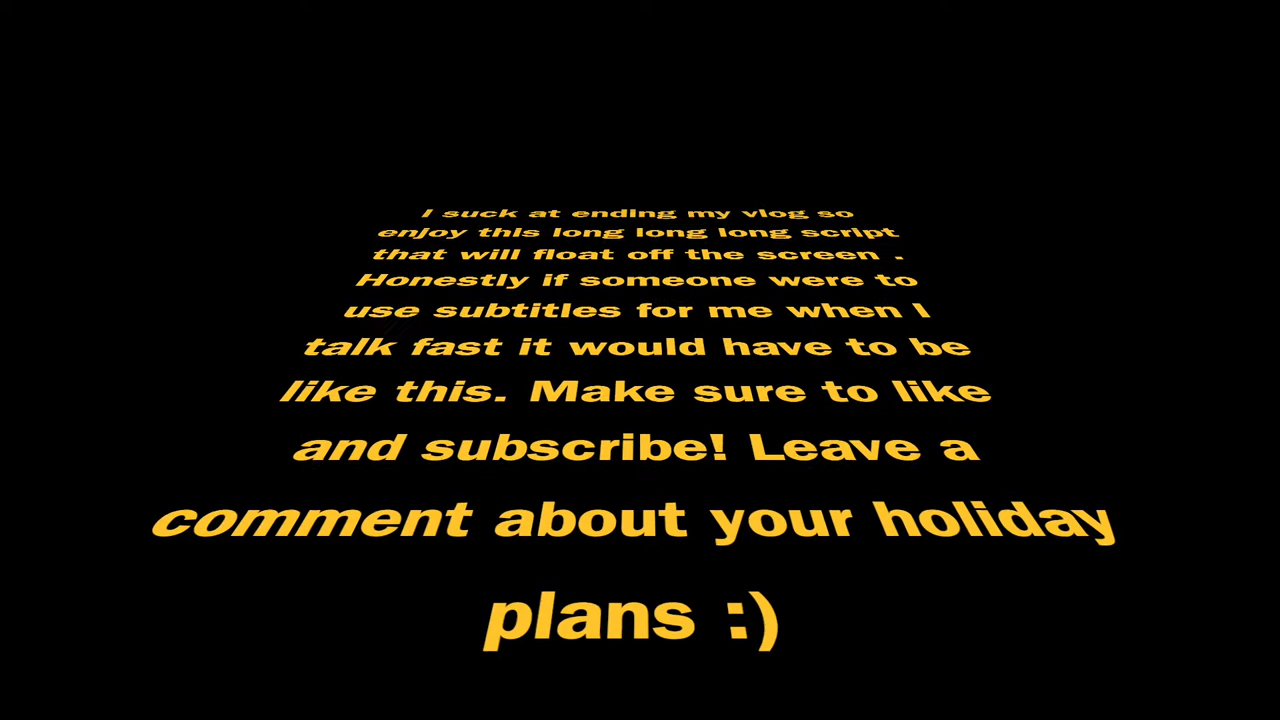 I suck at ending my vlog so
enjoy this long long long script
that will float off the screen .
Honestly if someone were to
use subtitles for me when I
talk fast it would have to be
like this. Make sure to like
and subscribe! Leave a
comment about your holiday
plans :)